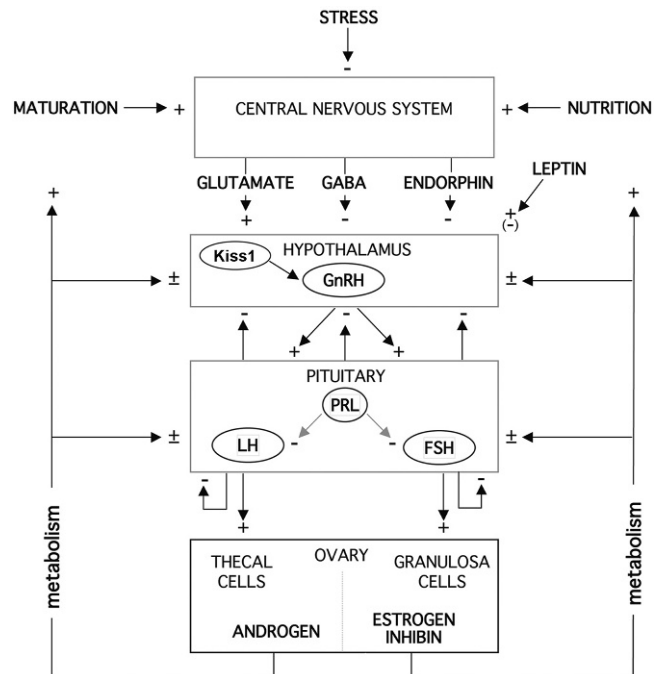 STRESS
-
MATURATION
+
CENTRAL NERVOUS SYSTEM
+
NUTRITION
GLUTAMATE
GABA
ENDORPHIN
LEPTIN
+
+
+
-
-
+
(-)
HYPOTHALAMUS
Kiss1
GnRH
±
±
-
-
-
+
+
PITUITARY
PRL
LH
-
-
FSH
±
±
-
-
+
+
metabolism
metabolism
OVARY
THECAL
CELLS
GRANULOSA
CELLS
ANDROGEN
ESTROGEN
INHIBIN